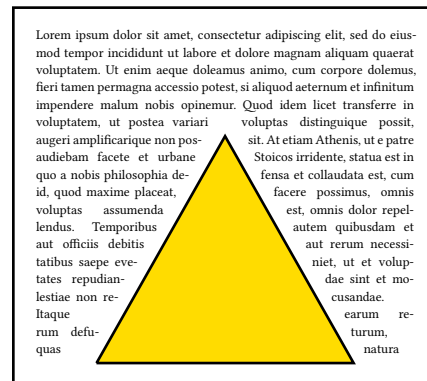 Lorem ipsum dolor sit amet, consectetur adipiscing elit, sed do eius-
mod tempor incididunt ut labore et dolore magnam aliquam quaerat
voluptatem. Ut enim aeque doleamus animo, cum corpore dolemus,
fieri tamen permagna accessio potest, si aliquod aeternum et infinitum
impendere malum nobis opinemur. Quod idem licet transferre in
voluptatem, ut postea variari voluptas distinguique possit,
augeri amplificarique non pos- sit. At etiam Athenis, ut e patre
audiebam facete et urbane Stoicos irridente, statua est in
quo a nobis philosophia de- fensa et collaudata est, cum
id, quod maxime placeat, facere possimus, omnis
voluptas assumenda est, omnis dolor repel-
lendus. Temporibus autem quibusdam et
aut officiis debitis aut rerum necessi-
tatibus saepe eve- niet, ut et volup-
tates repudian- dae sint et mo-
lestiae non re- cusandae.
Itaque earum re-
rum defu- turum,
quas natura